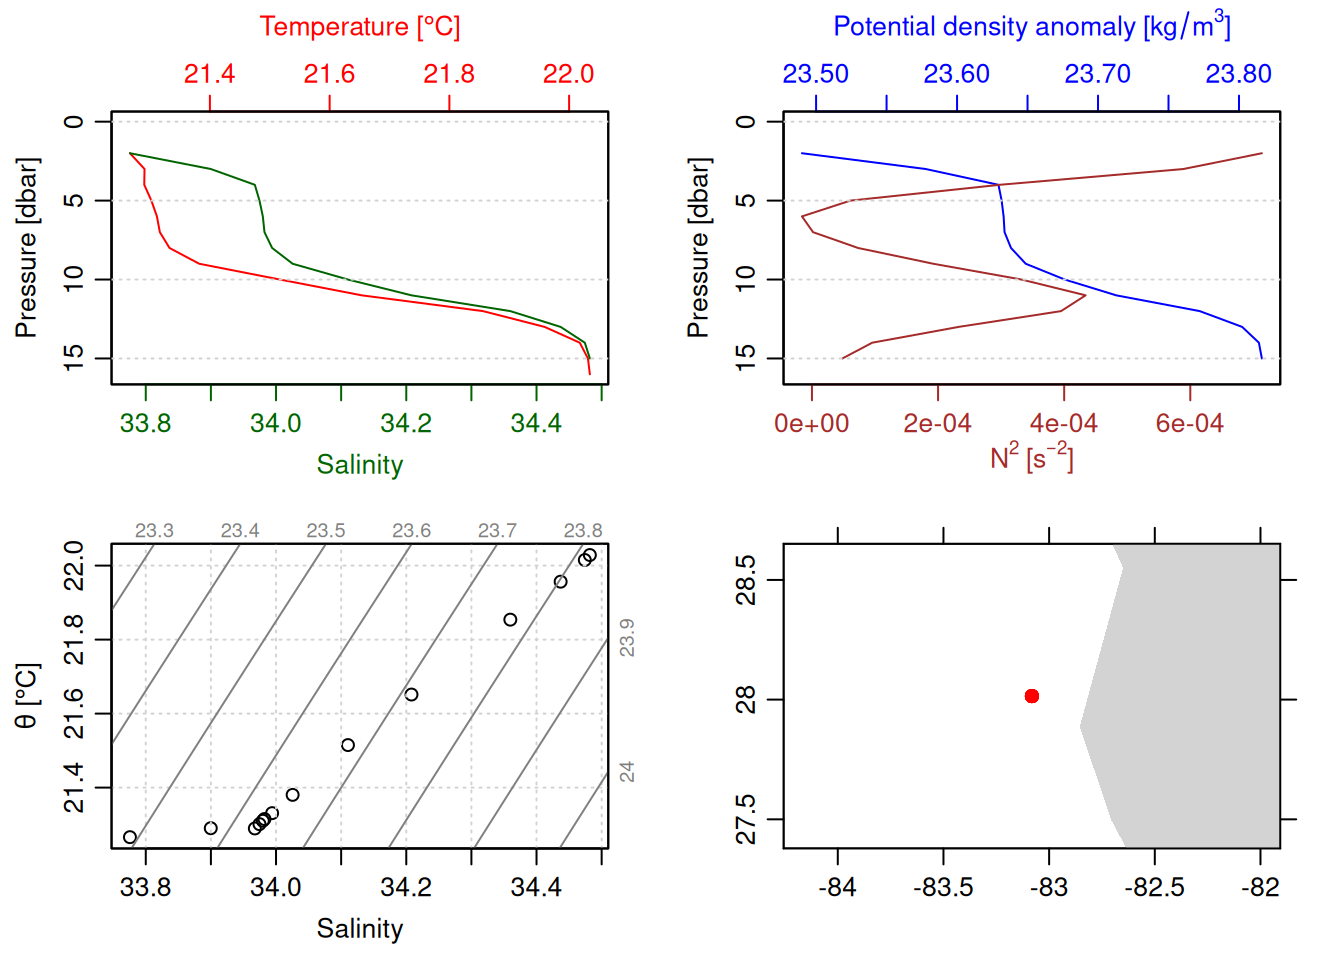 Temperature [°C]
21.4 21.6 21.8 22.0
0
5
10
15
Pressure [dbar]
33.8 34.0 34.2 34.4
Salinity
Potential density anomaly [kg/m³]
23.50 23.60 23.70 23.80
0
5
10
15
Pressure [dbar]
0e+00 2e-04 4e-04 6e-04
N² [s⁻²]
23.3 23.4 23.5 23.6 23.7 23.8
23.9
24
22.0
21.8
21.6
21.4
θ [°C]
33.8 34.0 34.2 34.4
Salinity
28.5
28
27.5
-84 -83.5 -83 -82.5 -82